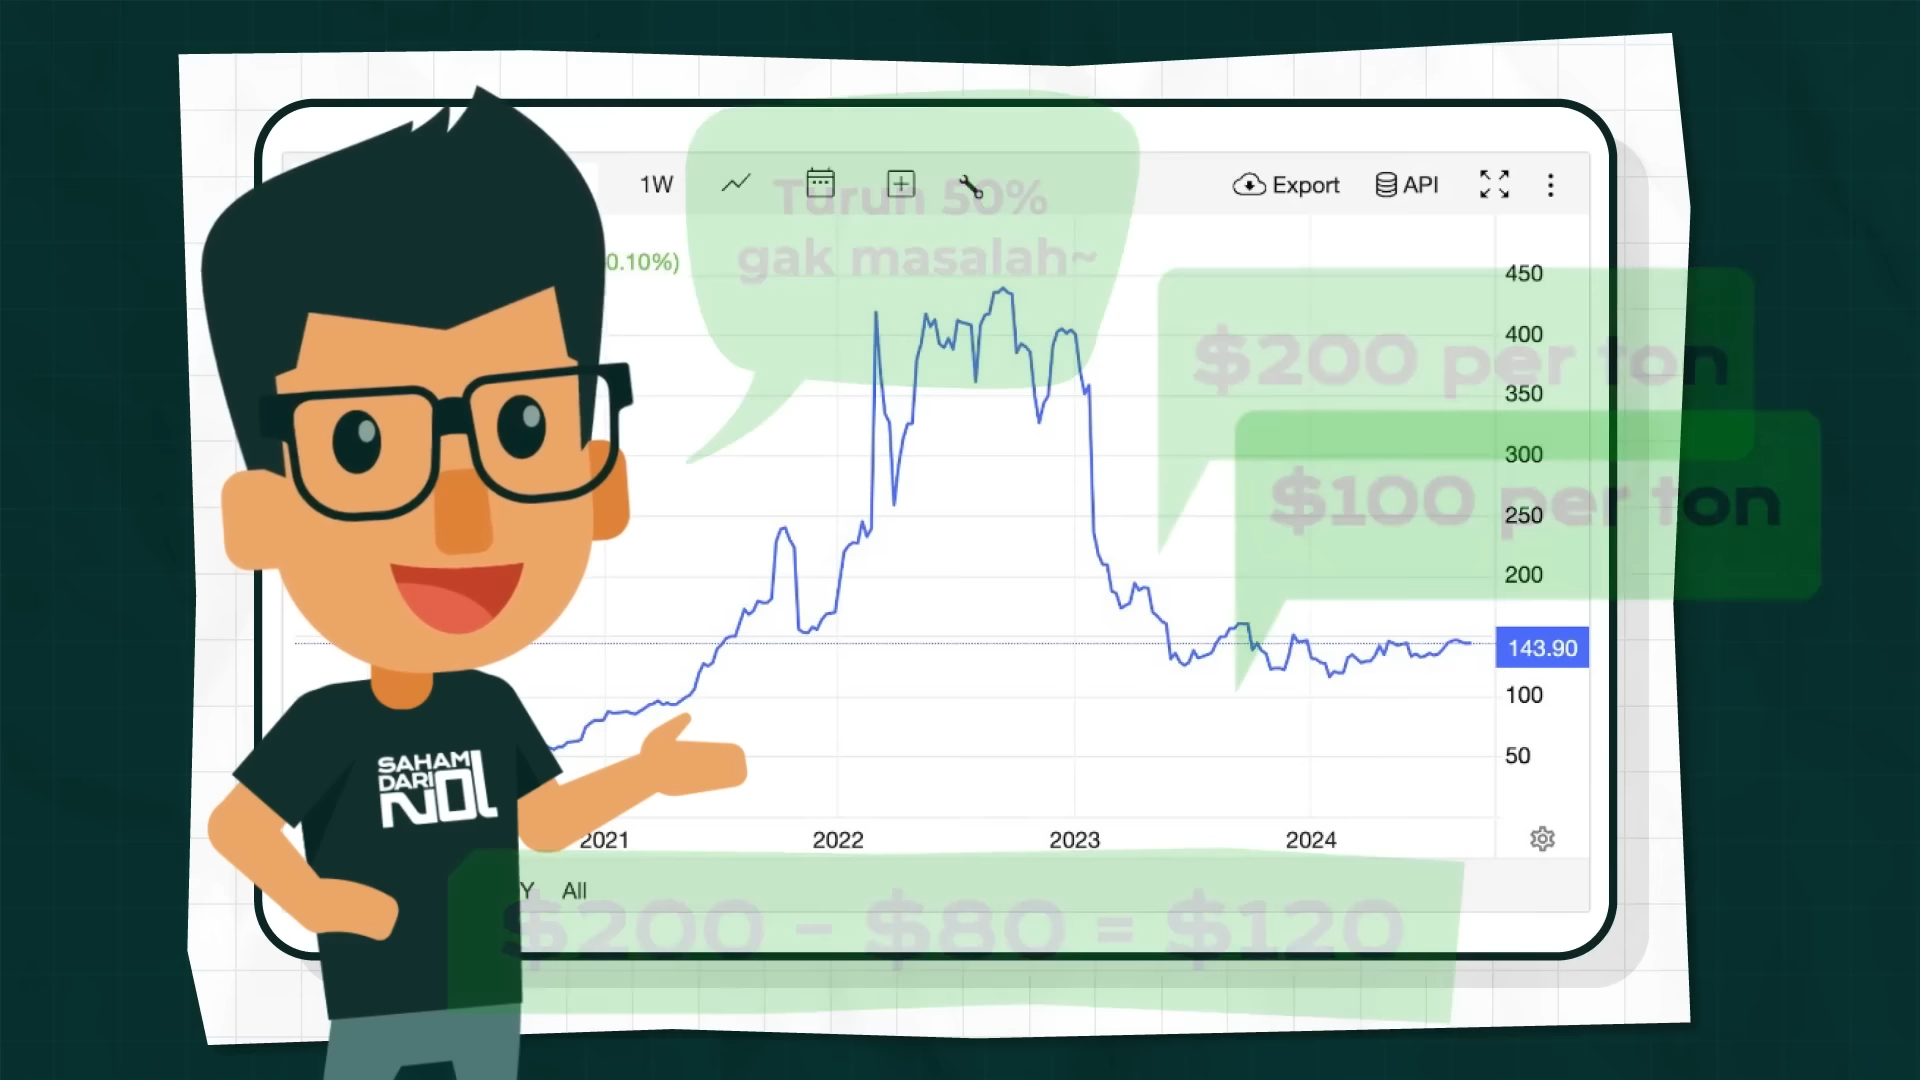 1W
Export
API
Turun 50%
gak masalah~
0.10%)
450
400
350
300
250
200
143.90
100
50
$200 per ton
$100 per ton
SAHAM
DARI
NOL
2021
2022
2023
2024
Y
All
$200 - $80 = $120